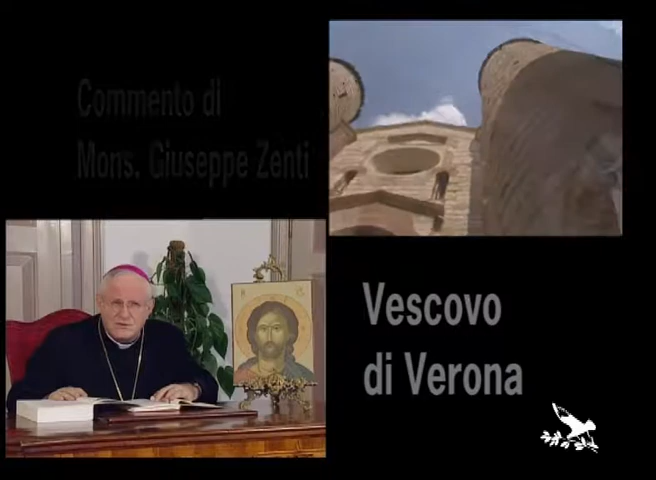 Commento di
Mons. Giuseppe Zenti
Vescovo
di Verona